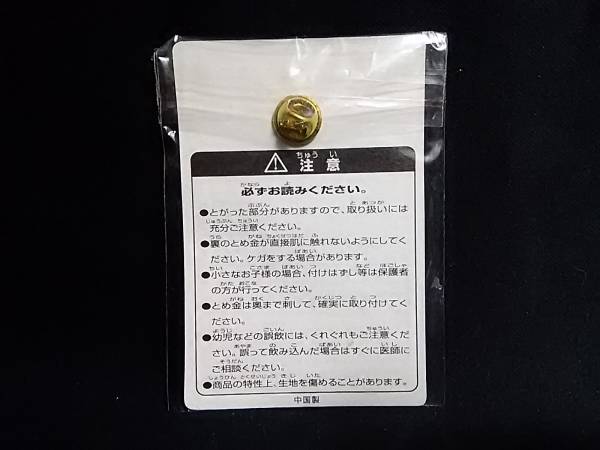 ⚠ 注意
必ずお読みください。
●とがった部分がありますので、取り扱いには
充分ご注意ください。
●裏のとめ金が直接肌に触れないようにしてく
ださい。ケガをする場合があります。
●小さなお子様の場合、付けはずし等は保護者
の方が行ってください。
●とめ金は奥まで刺して、確実に取り付けてく
ださい。
●幼児などの誤飲には、くれぐれもご注意くだ
さい。誤って飲み込んだ場合はすぐに医師に
ご相談ください。
●商品の特性上、生地を傷めることがあります。
中国製